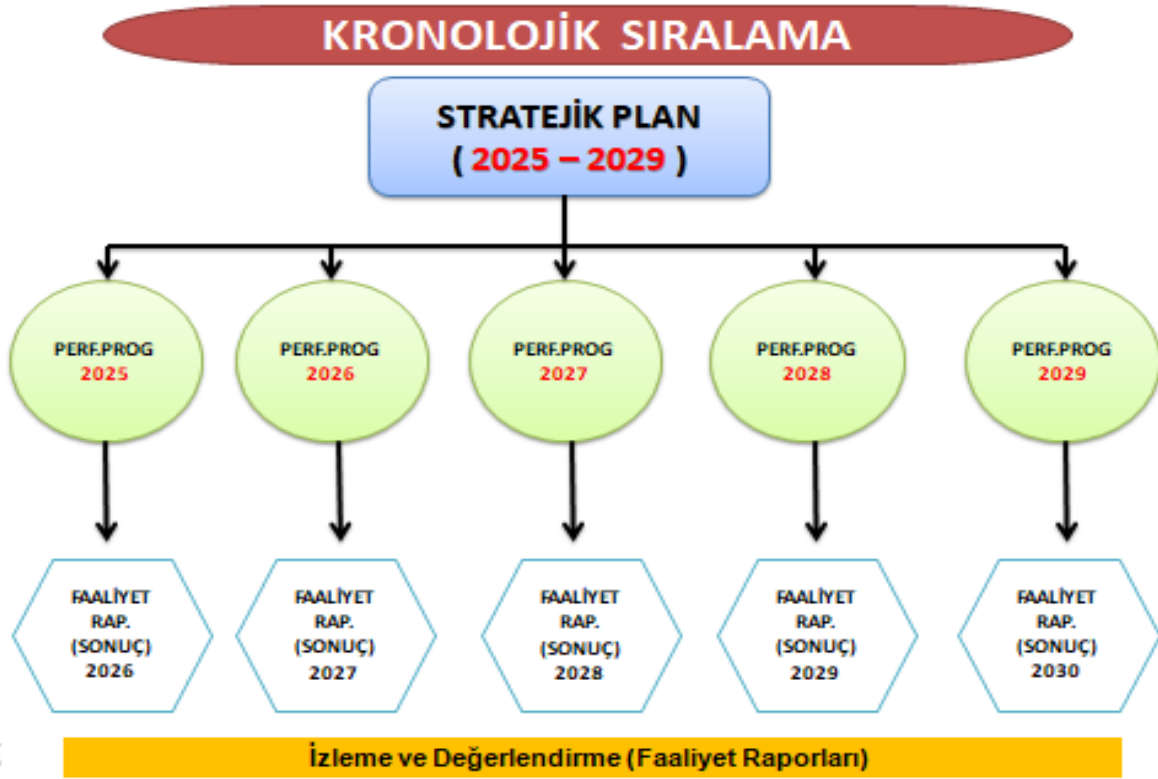 KRONOLOJİK SIRALAMA
STRATEJİK PLAN
( 2025 – 2029 )
PERF.PROG
2025
PERF.PROG
2026
PERF.PROG
2027
PERF.PROG
2028
PERF.PROG
2029
FAALİYET
RAP.
(SONUÇ)
2026
FAALİYET
RAP.
(SONUÇ)
2027
FAALİYET
RAP.
(SONUÇ)
2028
FAALİYET
RAP.
(SONUÇ)
2029
FAALİYET
RAP.
(SONUÇ)
2030
İzleme ve Değerlendirme (Faaliyet Raporları)